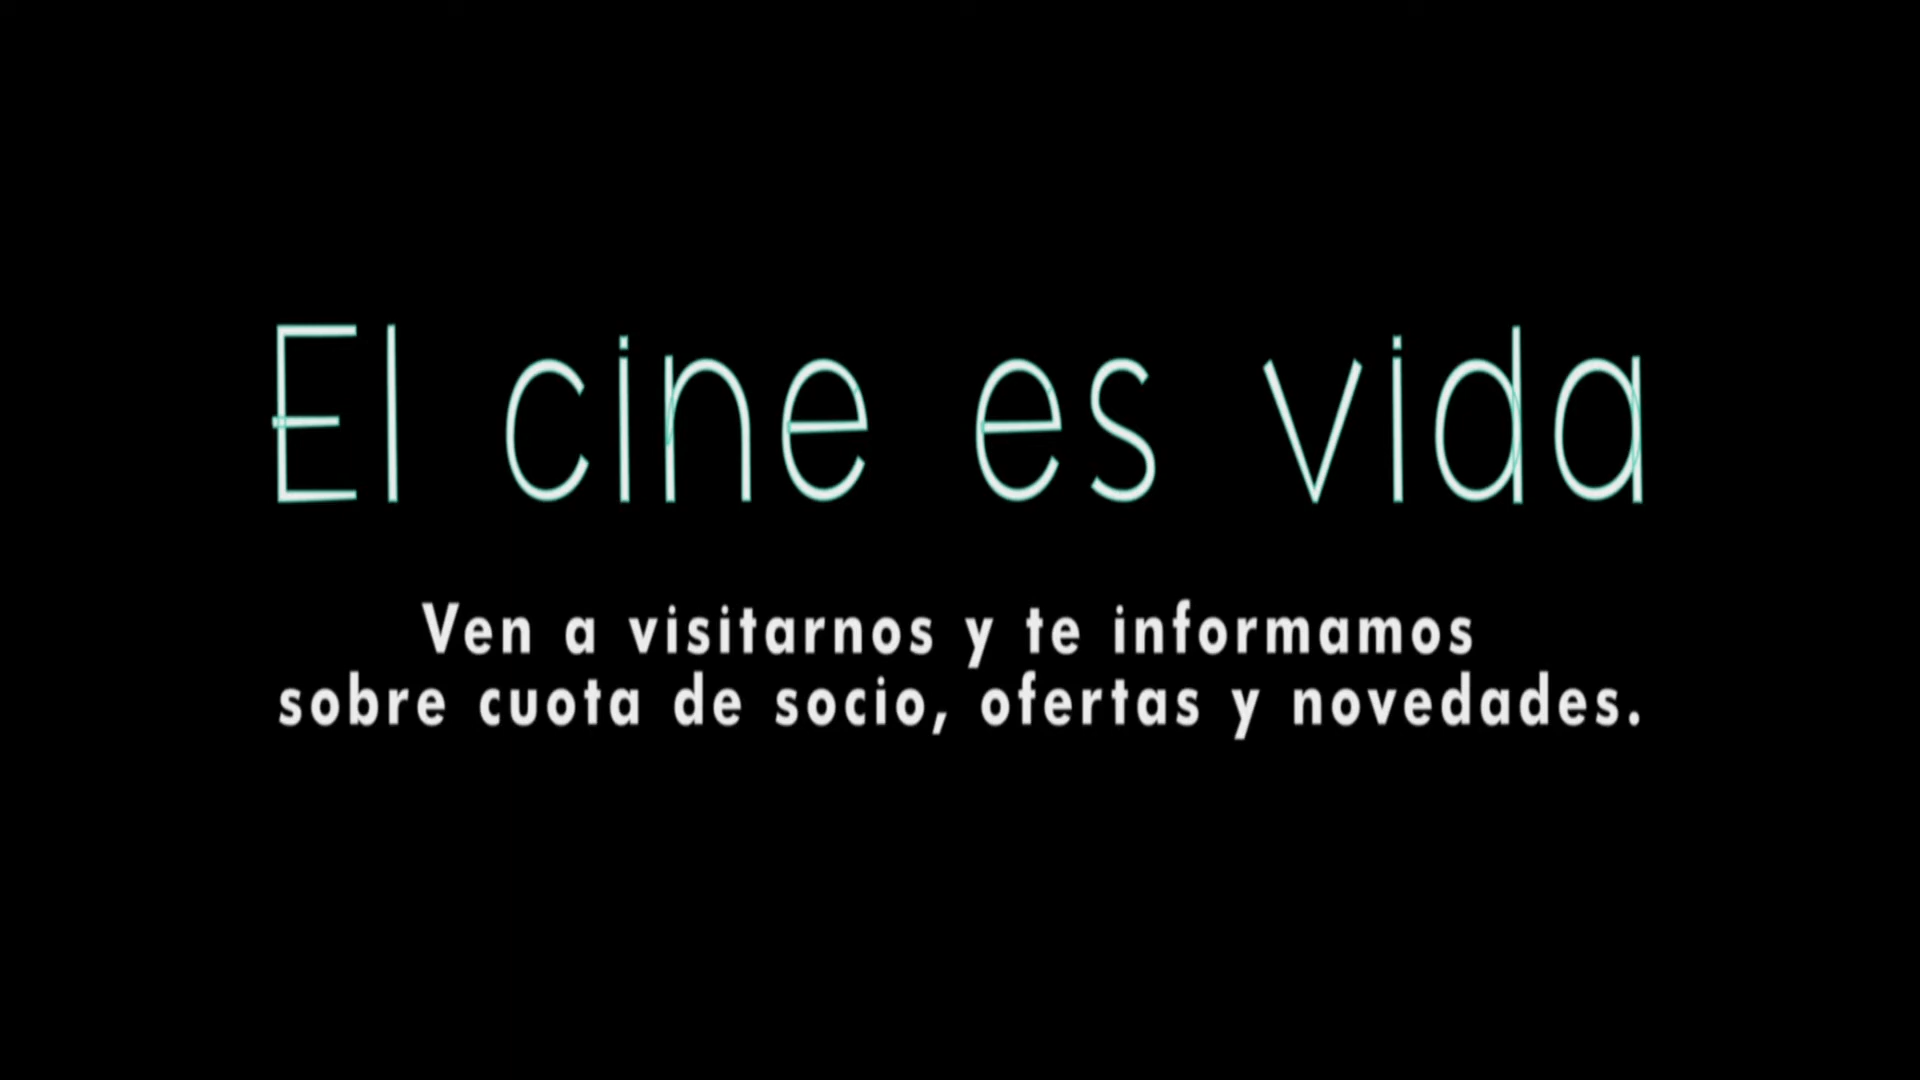 El cine es vida
Ven a visitarnos y te informamos
sobre cuota de socio, ofertas y novedades.